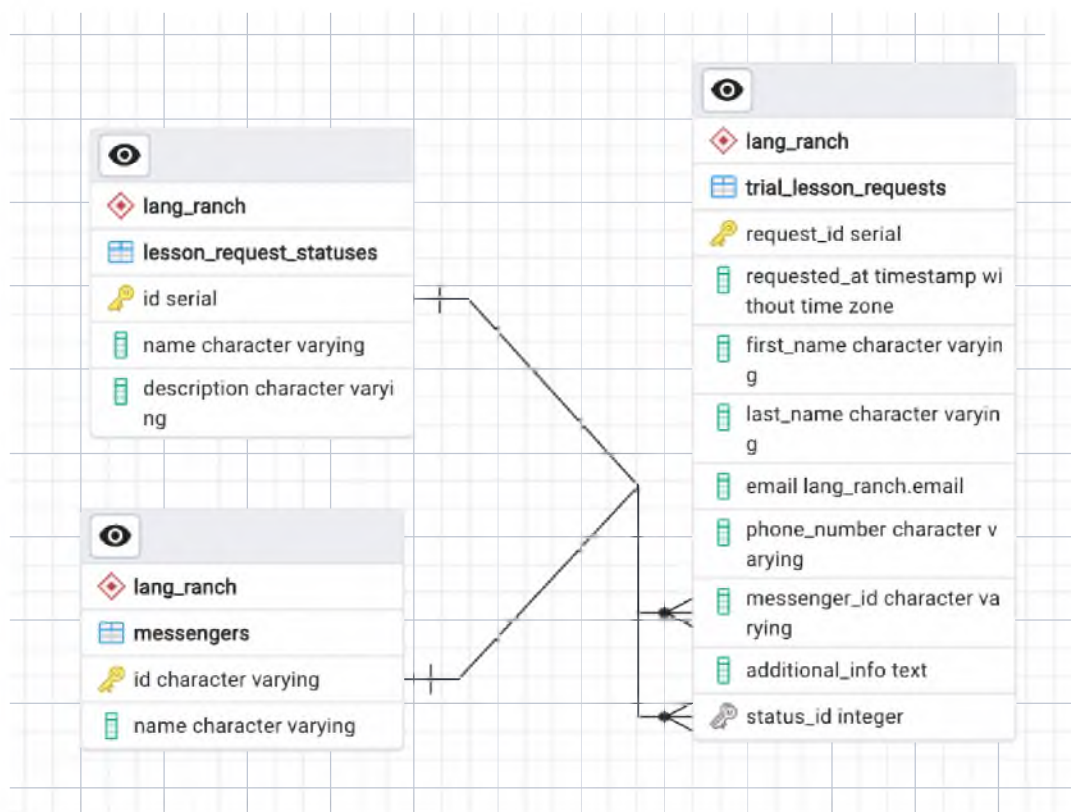 lang_ranch
lesson_request_statuses
id serial
name character varying
description character varyi
ng
lang_ranch
messengers
id character varying
name character varying
lang_ranch
trial_lesson_requests
request_id serial
requested_at timestamp wi
thout time zone
first_name character varyin
g
last_name character varyin
g
email lang_ranch.email
phone_number character v
arying
messenger_id character va
rying
additional_info text
status_id integer